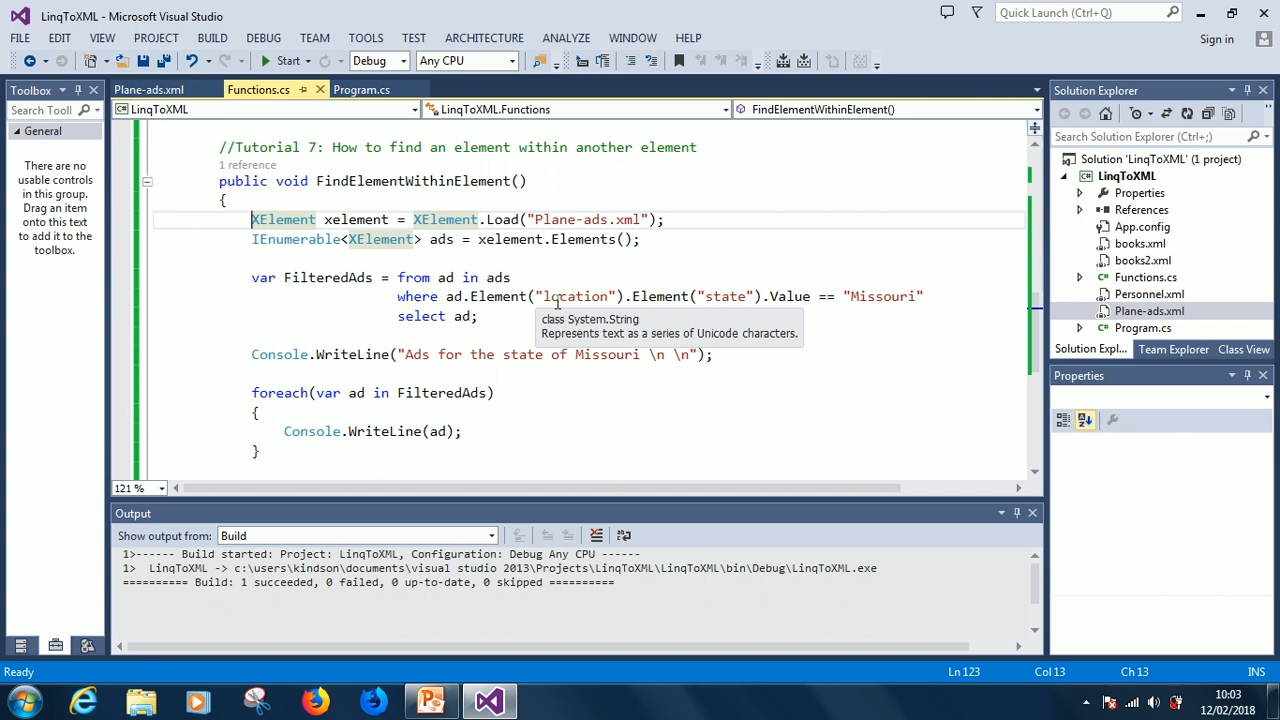 LinqToXML - Microsoft Visual Studio
Quick Launch (Ctrl+Q)
FILE EDIT VIEW PROJECT BUILD DEBUG TEAM TOOLS TEST ARCHITECTURE ANALYZE WINDOW HELP
Sign in
Start Debug Any CPU
Toolbox
Search Tool
General
There are no
usable controls
in this group.
Drag an item
onto this text
to add it to the
toolbox.
Plane-ads.xml Functions.cs Program.cs
LinqToXML LinqToXML.Functions FindElementWithinElement()
//Tutorial 7: How to find an element within another element
1 reference
public void FindElementWithinElement()
{
XElement xelement = XElement.Load("Plane-ads.xml");
IEnumerable<XElement> ads = xelement.Elements();
var FilteredAds = from ad in ads
where ad.Element("location").Element("state").Value == "Missouri"
select ad;
class System.String
Represents text as a series of Unicode characters.
Console.WriteLine("Ads for the state of Missouri \n \n");
foreach(var ad in FilteredAds)
{
Console.WriteLine(ad);
}
121 %
Solution Explorer
Search Solution Explorer (Ctrl+;)
Solution 'LinqToXML' (1 project)
LinqToXML
Properties
References
App.config
books.xml
books2.xml
Functions.cs
Personnel.xml
Plane-ads.xml
Program.cs
Solution Expl... Team Explorer Class View
Properties
Output
Show output from: Build
1>------ Build started: Project: LinqToXML, Configuration: Debug Any CPU ------
1> LinqToXML -> c:\users\kindson\documents\visual studio 2013\Projects\LinqToXML\LinqToXML\bin\Debug\LinqToXML.exe
========== Build: 1 succeeded, 0 failed, 0 up-to-date, 0 skipped ==========
Ready Ln 123 Col 13 Ch 13 INS
10:03
12/02/2018